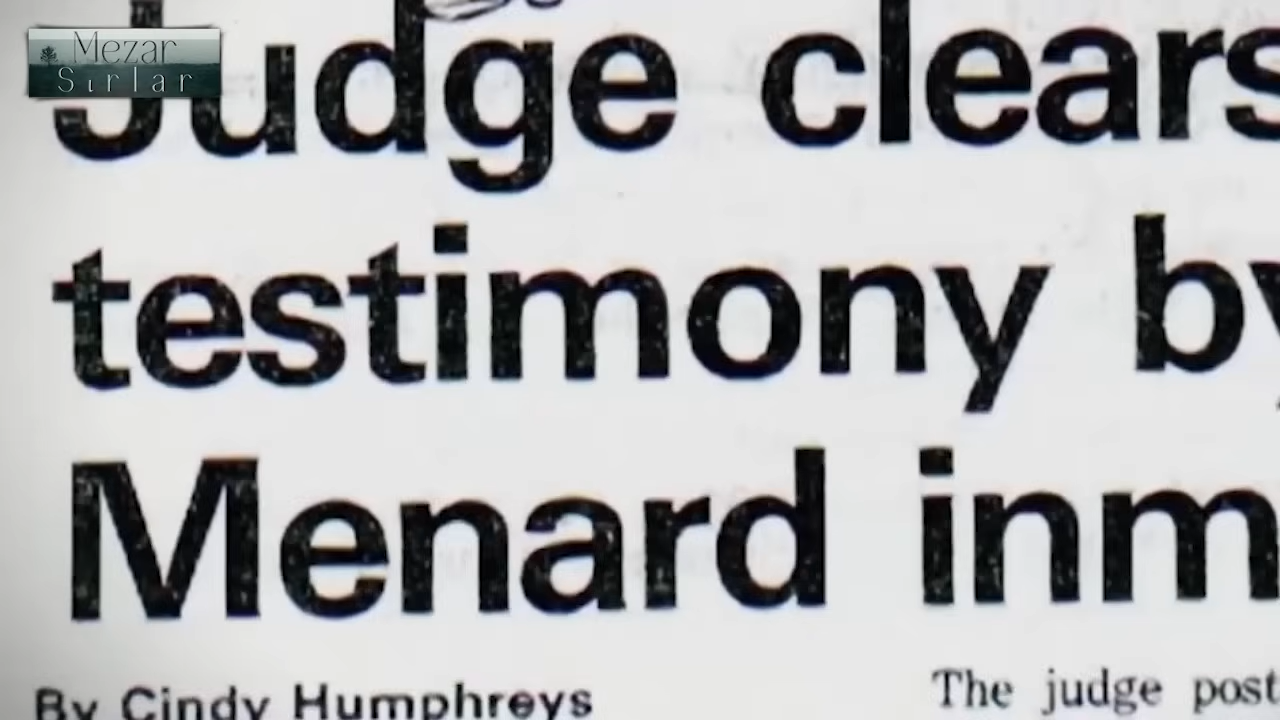 Mezar
Sırlar
Judge clears
testimony by
Menard inm
By Cindy Humphreys
The judge post